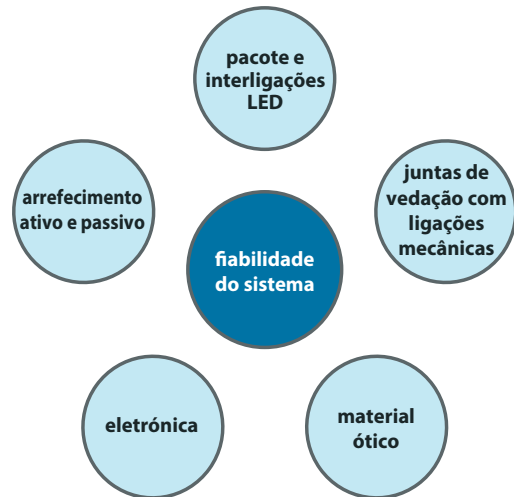 pacote e
interligações
LED
arrefecimento
ativo e passivo
juntas de
vedação com
ligações
mecânicas
fiabilidade
do sistema
eletrónica
material
ótico